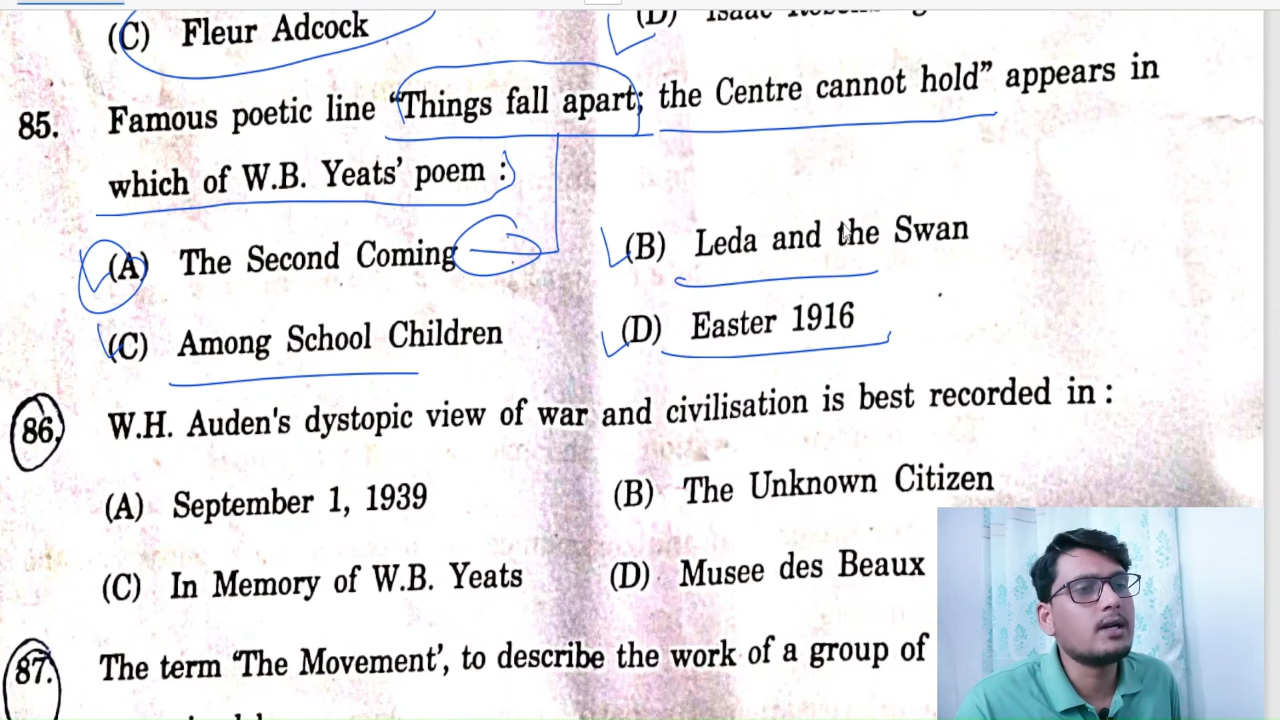 (C) Fleur Adcock
(D) Isaac
85. Famous poetic line “Things fall apart; the Centre cannot hold” appears in
which of W.B. Yeats’ poem :
(A) The Second Coming
(B) Leda and the Swan
(C) Among School Children
(D) Easter 1916
86. W.H. Auden's dystopic view of war and civilisation is best recorded in :
(A) September 1, 1939
(B) The Unknown Citizen
(C) In Memory of W.B. Yeats
(D) Musee des Beaux
87. The term ‘The Movement’, to describe the work of a group of